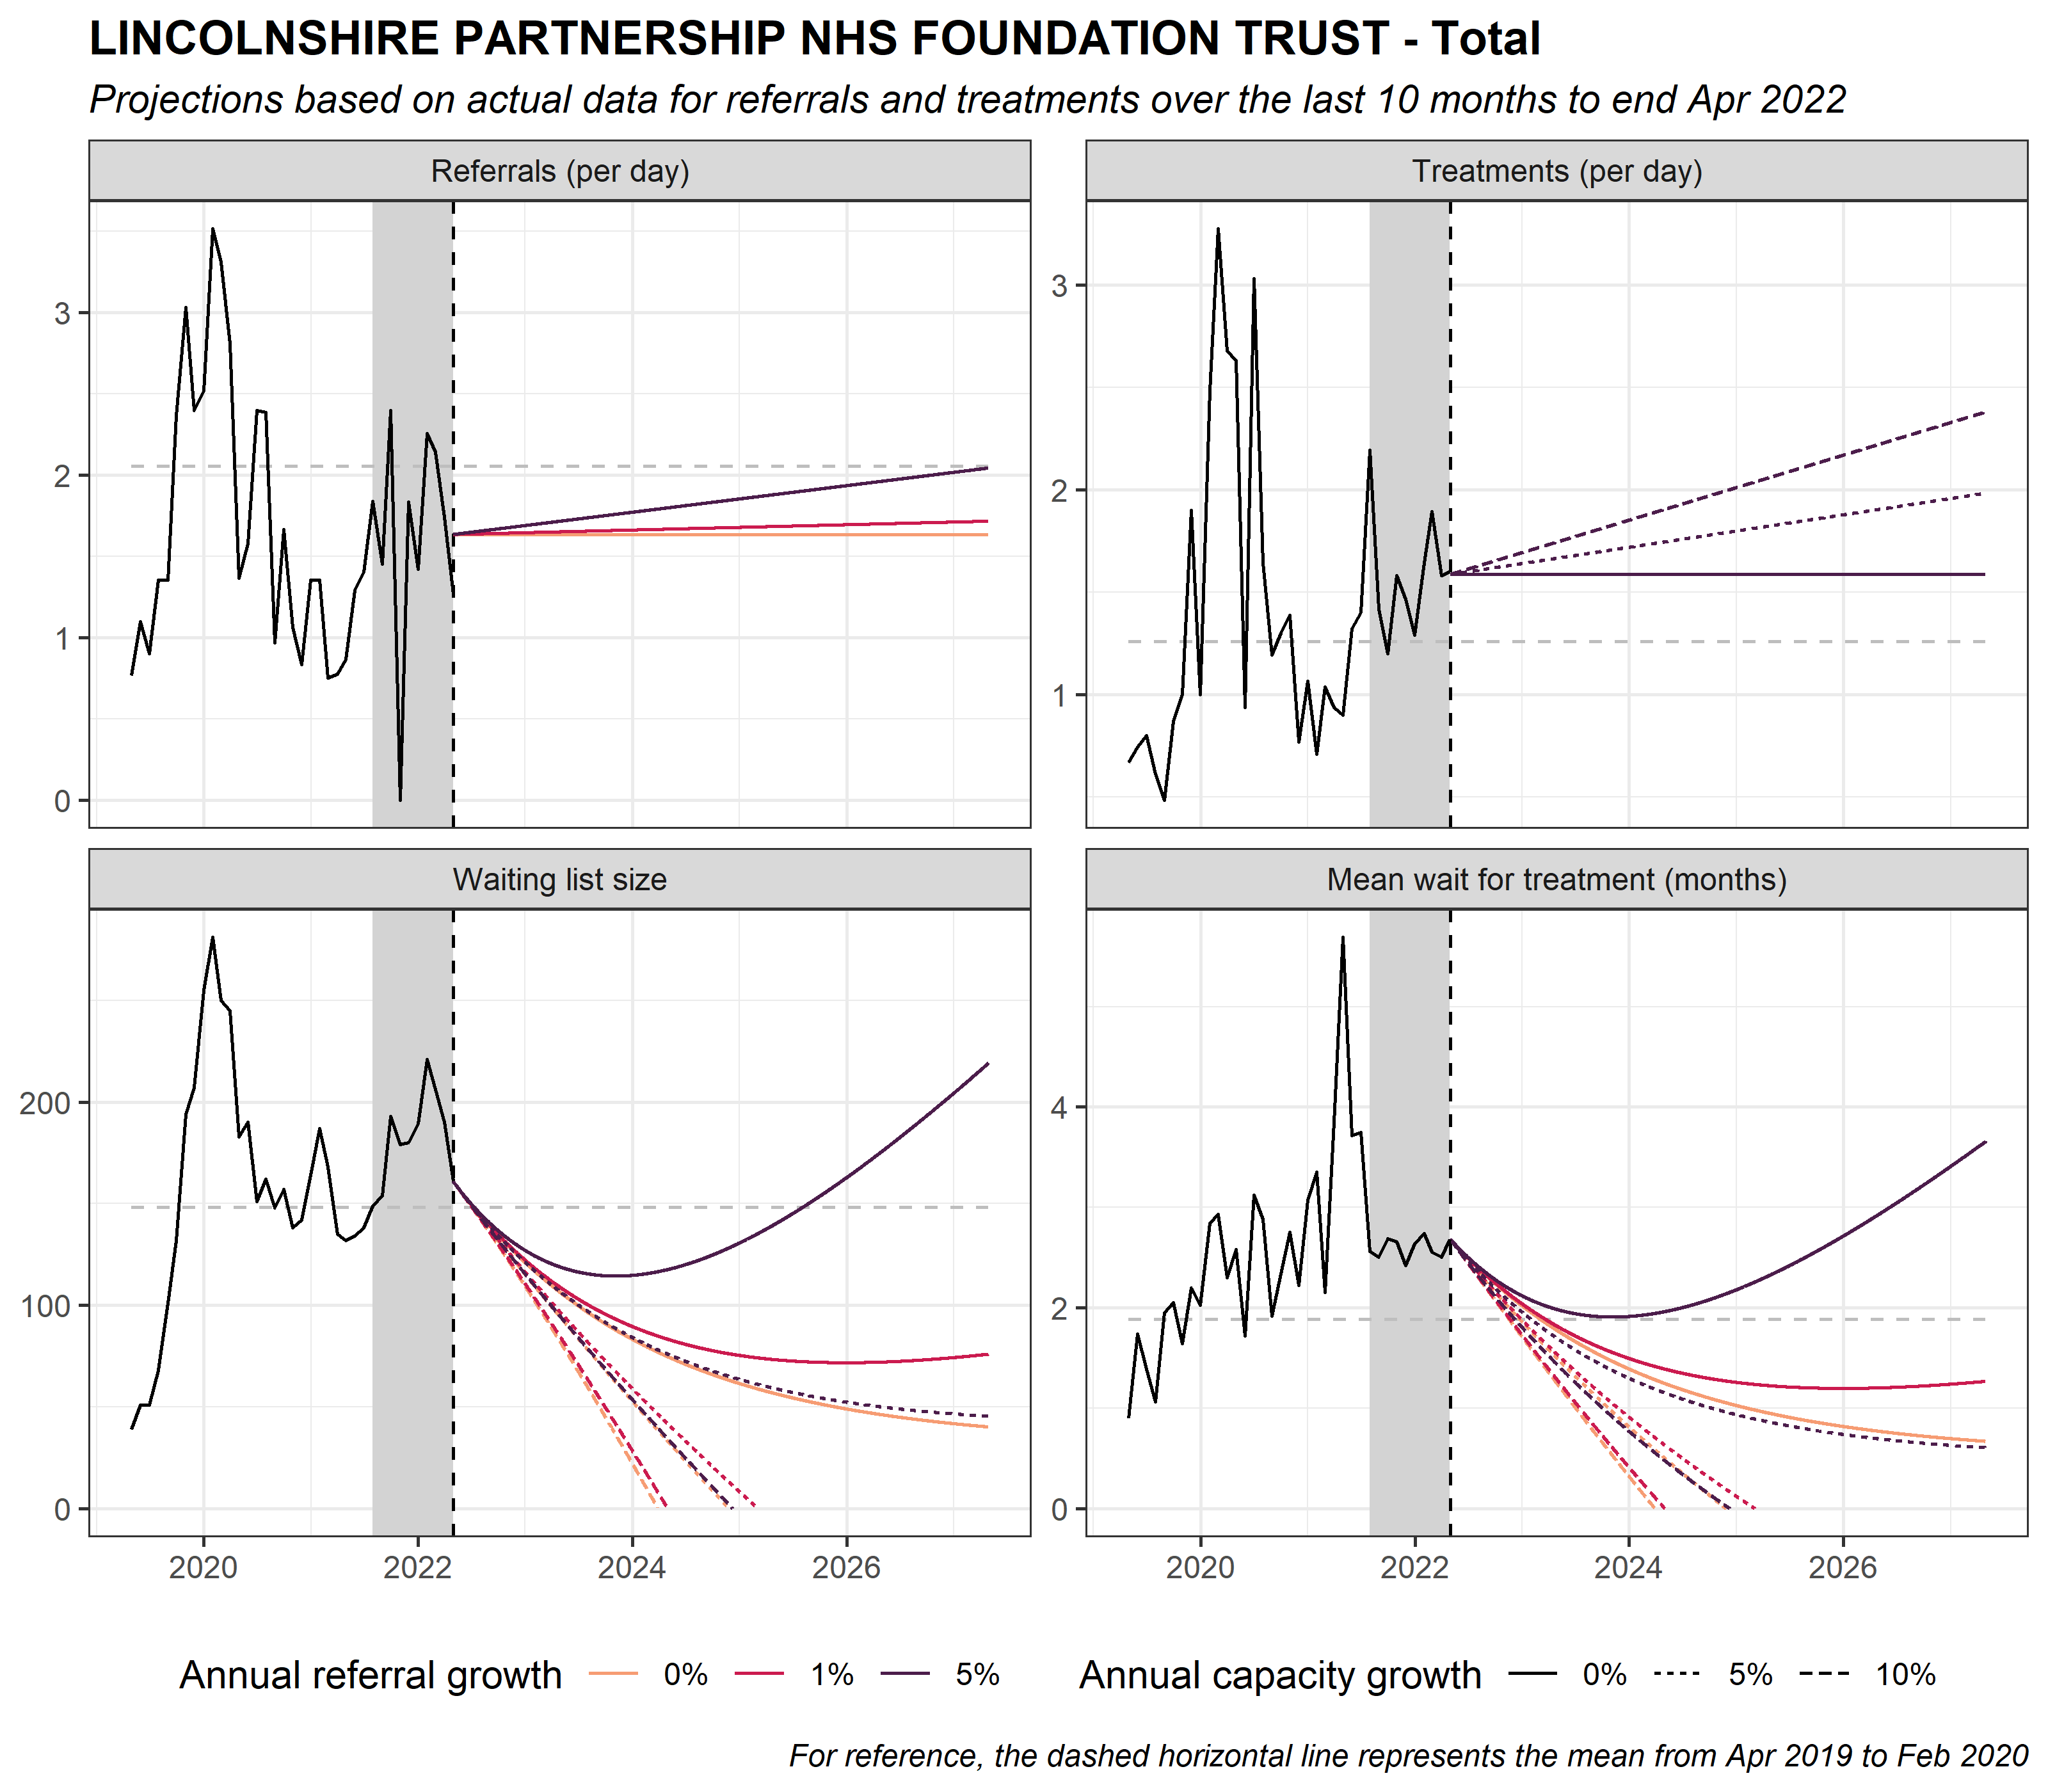 LINCOLNSHIRE PARTNERSHIP NHS FOUNDATION TRUST - Total
Projections based on actual data for referrals and treatments over the last 10 months to end Apr 2022
Referrals (per day)
3
2
1
0
Treatments (per day)
3
2
1
Waiting list size
200
100
0
2020 2022 2024 2026
Mean wait for treatment (months)
4
2
0
2020 2022 2024 2026
Annual referral growth 0% 1% 5%
Annual capacity growth 0% 5% 10%
For reference, the dashed horizontal line represents the mean from Apr 2019 to Feb 2020